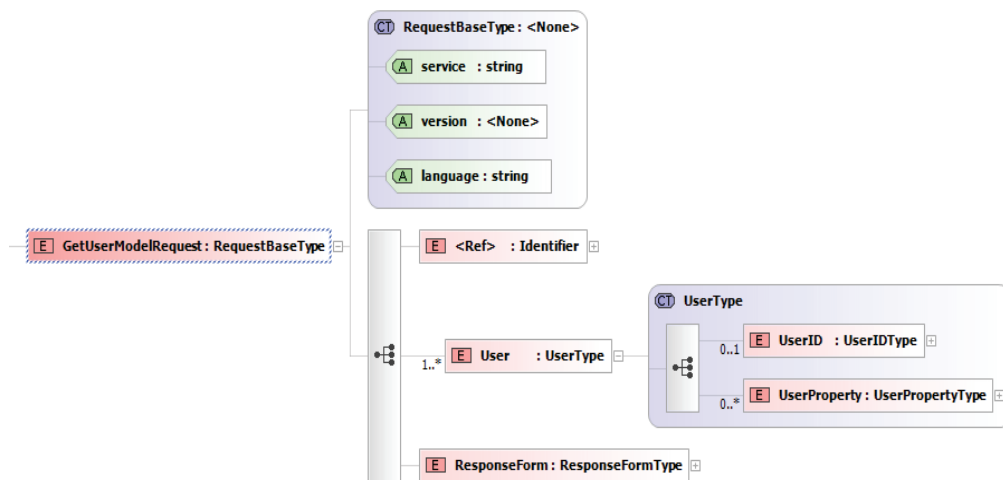 CT RequestBaseType : <None>
A service : string
A version : <None>
A language : string
E GetUserModelRequest : RequestBaseType
E <Ref> : Identifier
CT UserType
E UserID : UserIDType
0..1
1..* E User : UserType
E UserProperty : UserPropertyType
0..*
E ResponseForm : ResponseFormType